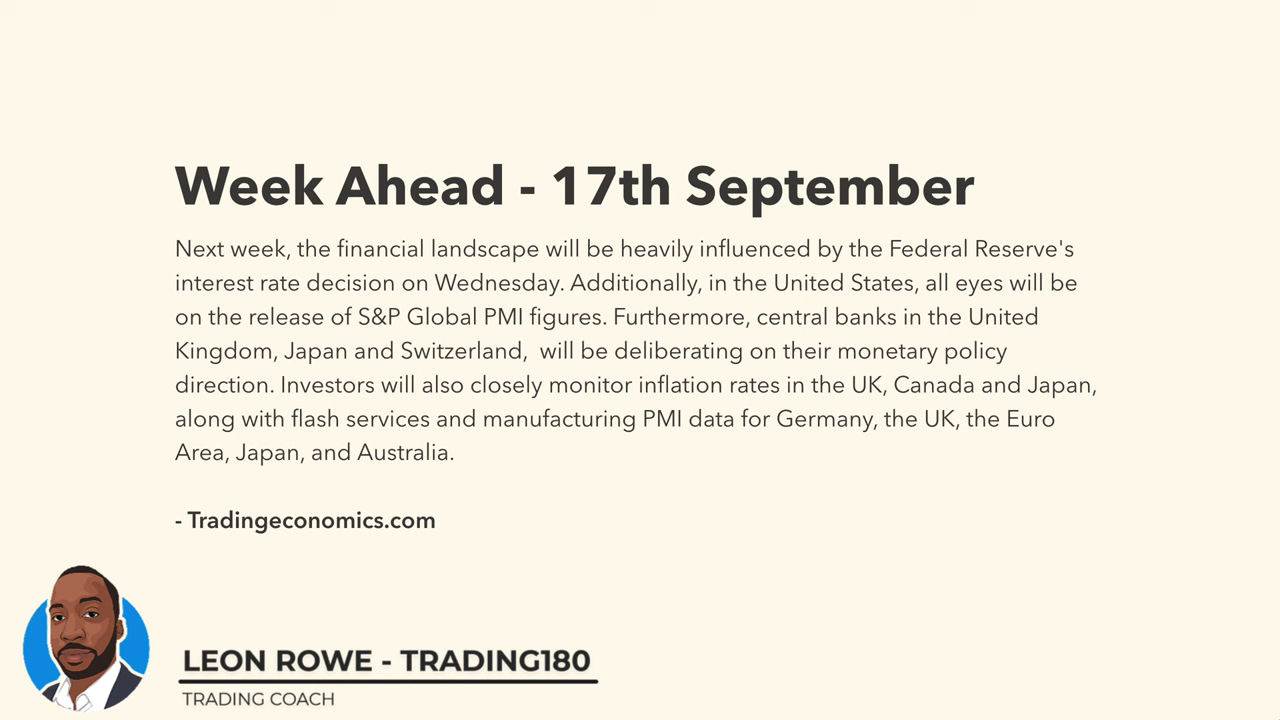 Week Ahead - 17th September
Next week, the financial landscape will be heavily influenced by the Federal Reserve's
interest rate decision on Wednesday. Additionally, in the United States, all eyes will be
on the release of S&P Global PMI figures. Furthermore, central banks in the United
Kingdom, Japan and Switzerland,  will be deliberating on their monetary policy
direction. Investors will also closely monitor inflation rates in the UK, Canada and Japan,
along with flash services and manufacturing PMI data for Germany, the UK, the Euro
Area, Japan, and Australia.
- Tradingeconomics.com
LEON ROWE - TRADING180
TRADING COACH